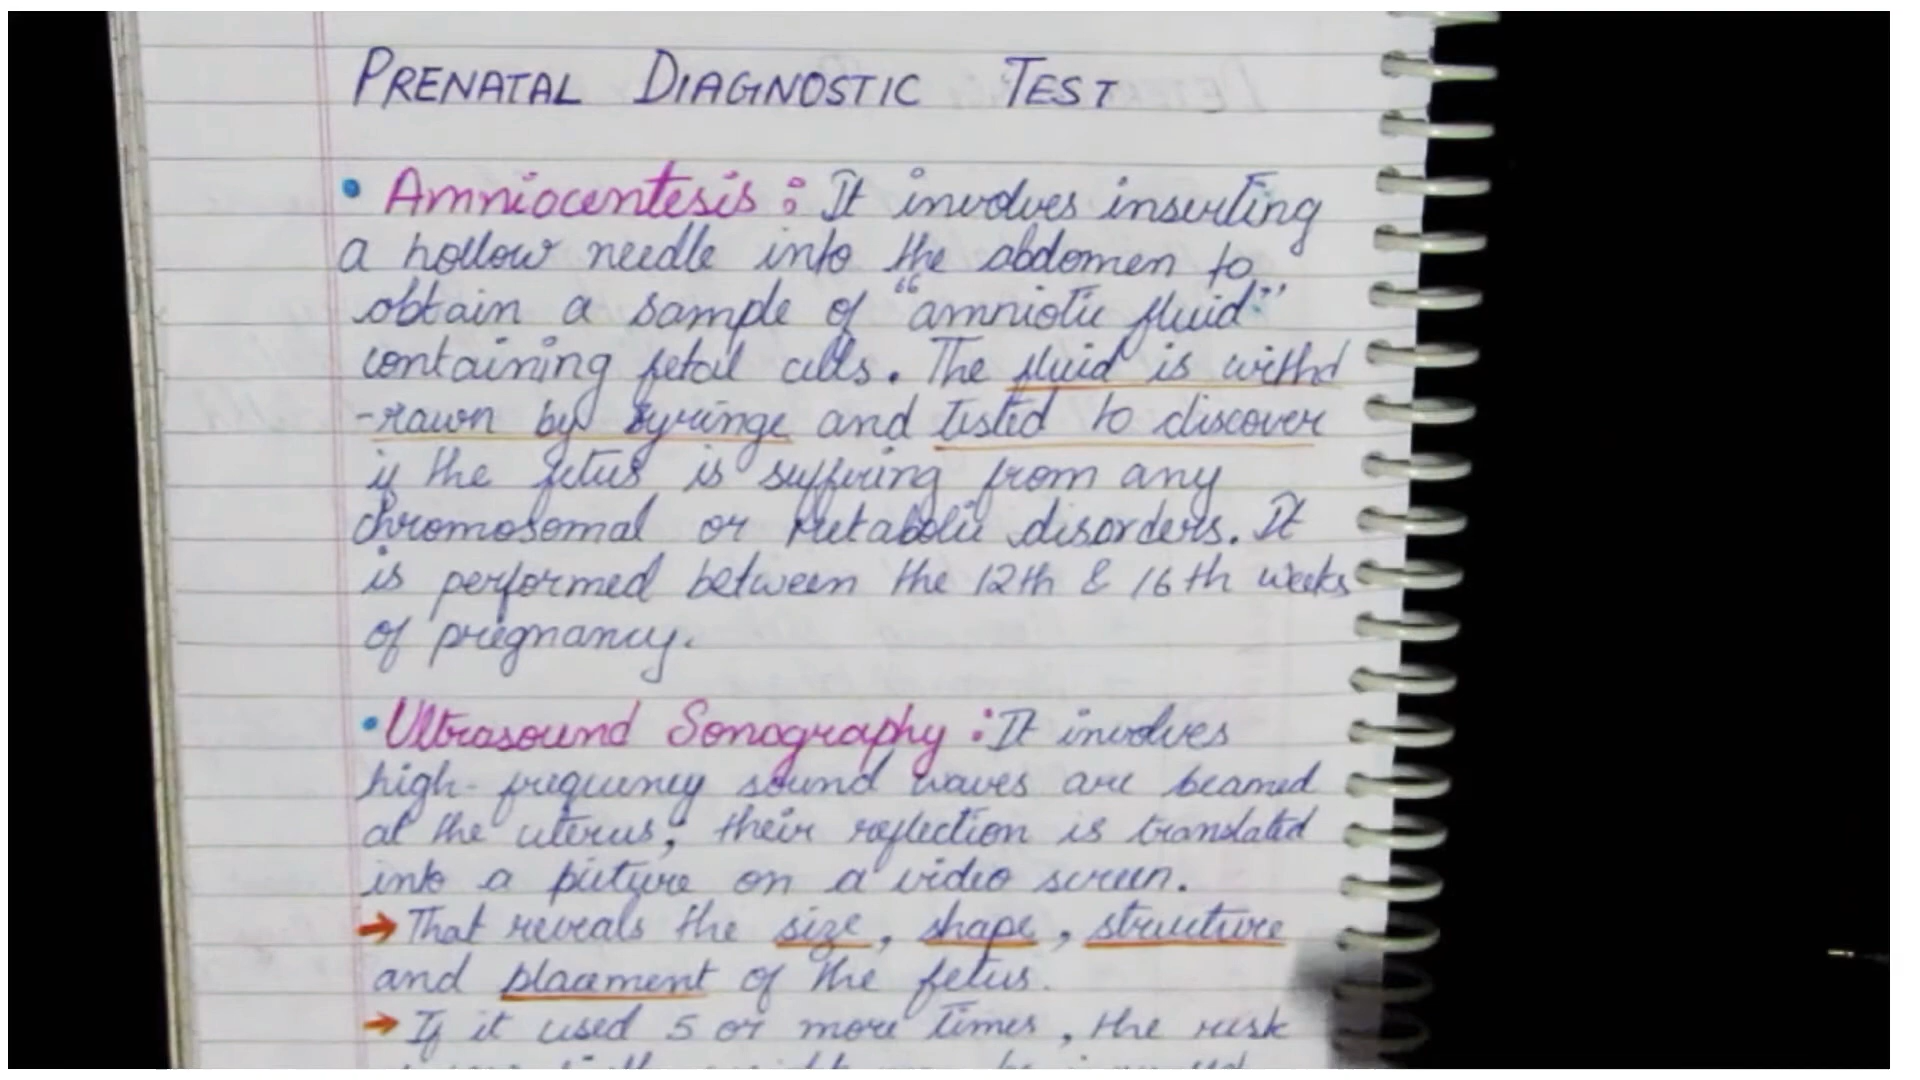 PRENATAL DIAGNOSTIC TEST
• Amniocentesis : It involves inserting
a hollow needle into the abdomen to
obtain a sample of "amniotic fluid"
containing fetal cells. The fluid is withd
-rawn by syringe and tested to discover
if the fetus is suffering from any
chromosomal or metabolic disorders. It
is performed between the 12th & 16th weeks
of pregnancy.
• Ultrasound Sonography : It involves
high-frequency sound waves are beamed
at the uterus; their reflection is translated
into a picture on a video screen.
→ That reveals the size, shape, structure
and placement of the fetus.
→ If it used 5 or more times, the risk